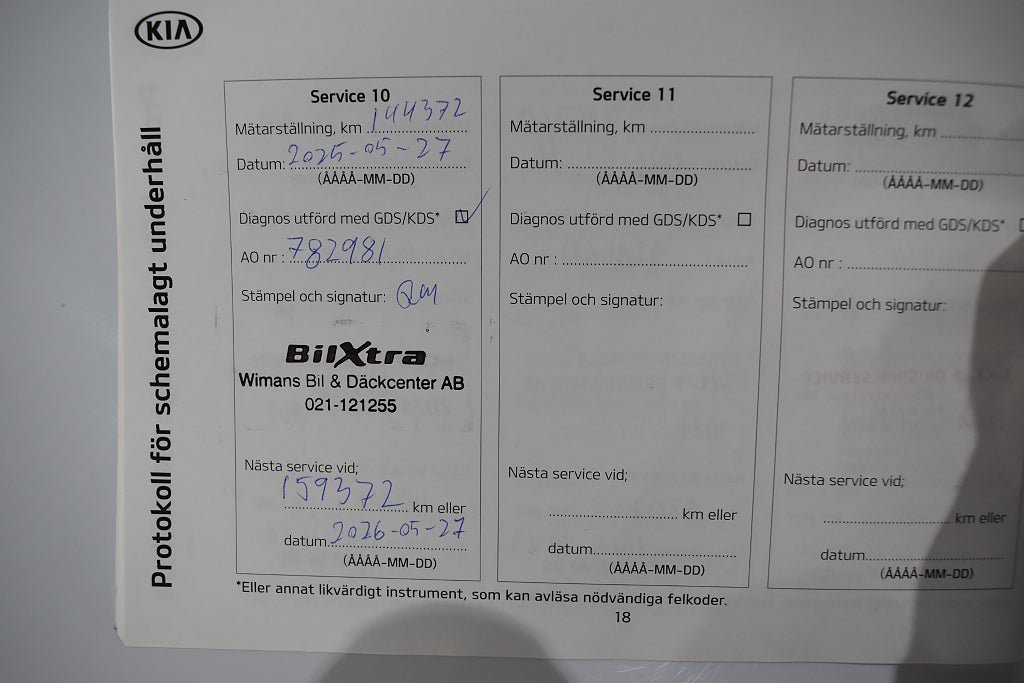 KIA
Protokoll för schemalagt underhåll
Service 10
Mätarställning, km 144372
Datum: 2025-05-27
(ÅÅÅÅ-MM-DD)
Diagnos utförd med GDS/KDS*
AO nr : 782981
Stämpel och signatur:
BilXtra
Wimans Bil & Däckcenter AB
021-121255
Nästa service vid;
159372 km eller
datum 2026-05-27
(ÅÅÅÅ-MM-DD)
Service 11
Mätarställning, km
Datum:
(ÅÅÅÅ-MM-DD)
Diagnos utförd med GDS/KDS*
AO nr :
Stämpel och signatur:
Nästa service vid;
km eller
datum
(ÅÅÅÅ-MM-DD)
Service 12
Mätarställning, km
Datum:
(ÅÅÅÅ-MM-DD)
Diagnos utförd med GDS/KDS*
AO nr :
Stämpel och signatur:
Nästa service vid;
km eller
datum
(ÅÅÅÅ-MM-DD)
*Eller annat likvärdigt instrument, som kan avläsa nödvändiga felkoder.
18